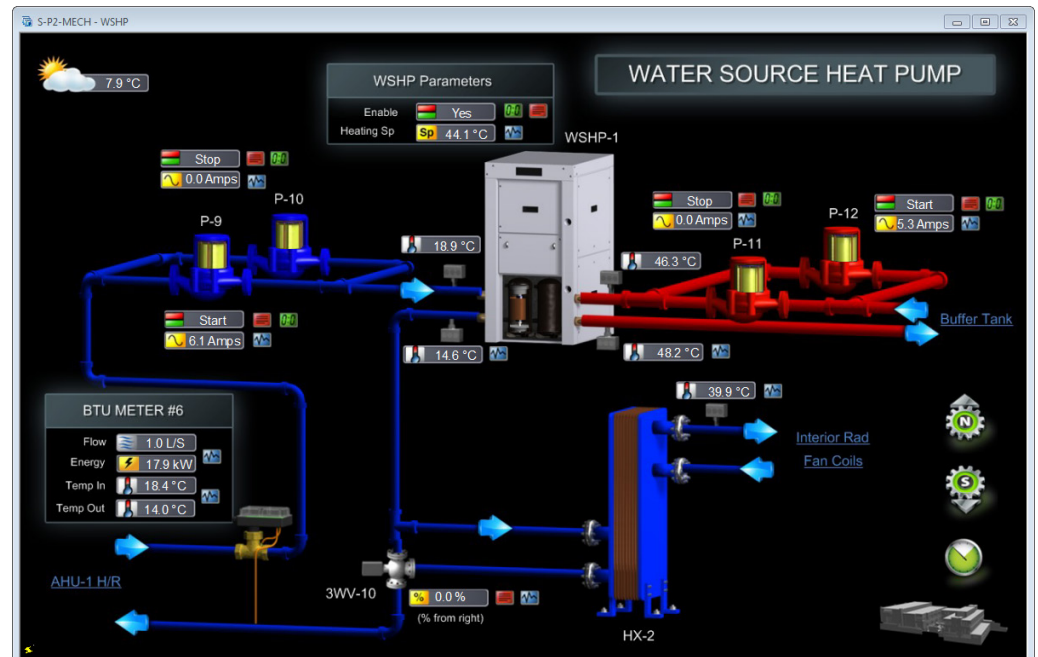 S-P2-MECH - WSHP
WATER SOURCE HEAT PUMP
7.9 °C
WSHP Parameters
Enable Yes
Heating Sp Sp 44.1 °C
WSHP-1
Stop
0.0 Amps
P-10
P-9
18.9 °C
Start
6.1 Amps
14.6 °C
Stop
0.0 Amps
P-11
P-12
Start
5.3 Amps
46.3 °C
48.2 °C
Buffer Tank
BTU METER #6
Flow 1.0 L/S
Energy 17.9 kW
Temp In 18.4 °C
Temp Out 14.0 °C
39.9 °C
Interior Rad
Fan Coils
N
S
AHU-1 H/R
3WV-10
% 0.0 %
(% from right)
HX-2